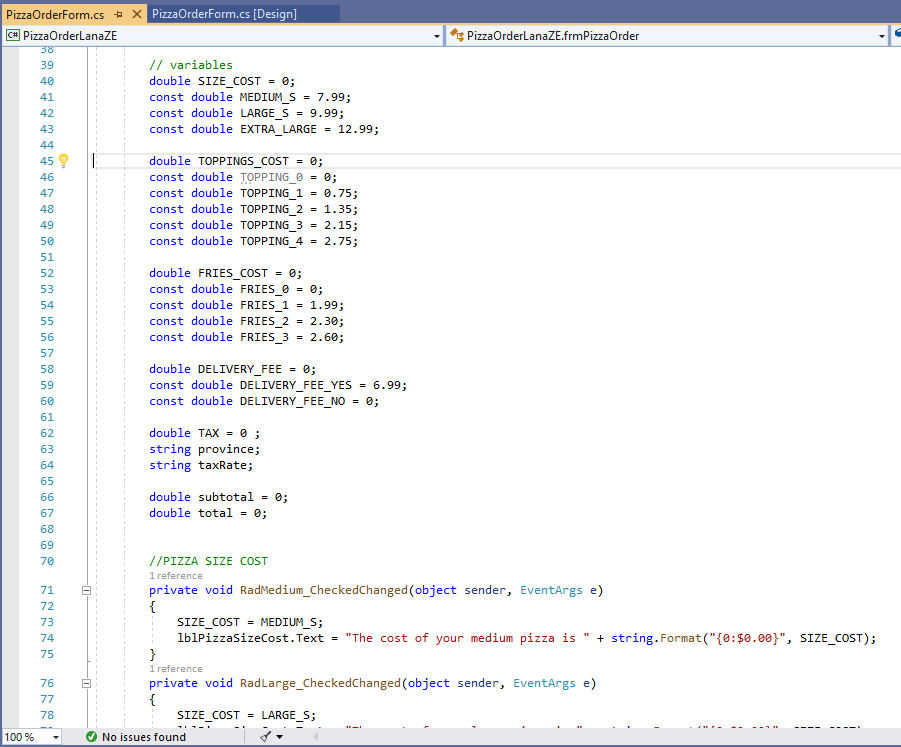 PizzaOrderForm.cs PizzaOrderForm.cs [Design]
C# PizzaOrderLanaZE PizzaOrderLanaZE.frmPizzaOrder
38
39 // variables
40 double SIZE_COST = 0;
41 const double MEDIUM_S = 7.99;
42 const double LARGE_S = 9.99;
43 const double EXTRA_LARGE = 12.99;
44
45 double TOPPINGS_COST = 0;
46 const double TOPPING_0 = 0;
47 const double TOPPING_1 = 0.75;
48 const double TOPPING_2 = 1.35;
49 const double TOPPING_3 = 2.15;
50 const double TOPPING_4 = 2.75;
51
52 double FRIES_COST = 0;
53 const double FRIES_0 = 0;
54 const double FRIES_1 = 1.99;
55 const double FRIES_2 = 2.30;
56 const double FRIES_3 = 2.60;
57
58 double DELIVERY_FEE = 0;
59 const double DELIVERY_FEE_YES = 6.99;
60 const double DELIVERY_FEE_NO = 0;
61
62 double TAX = 0 ;
63 string province;
64 string taxRate;
65
66 double subtotal = 0;
67 double total = 0;
68
69
70 //PIZZA SIZE COST
1 reference
71 private void RadMedium_CheckedChanged(object sender, EventArgs e)
72 {
73 SIZE_COST = MEDIUM_S;
74 lblPizzaSizeCost.Text = "The cost of your medium pizza is " + string.Format("{0:$0.00}", SIZE_COST);
75 }
1 reference
76 private void RadLarge_CheckedChanged(object sender, EventArgs e)
77 {
78 SIZE_COST = LARGE_S;
100 % No issues found